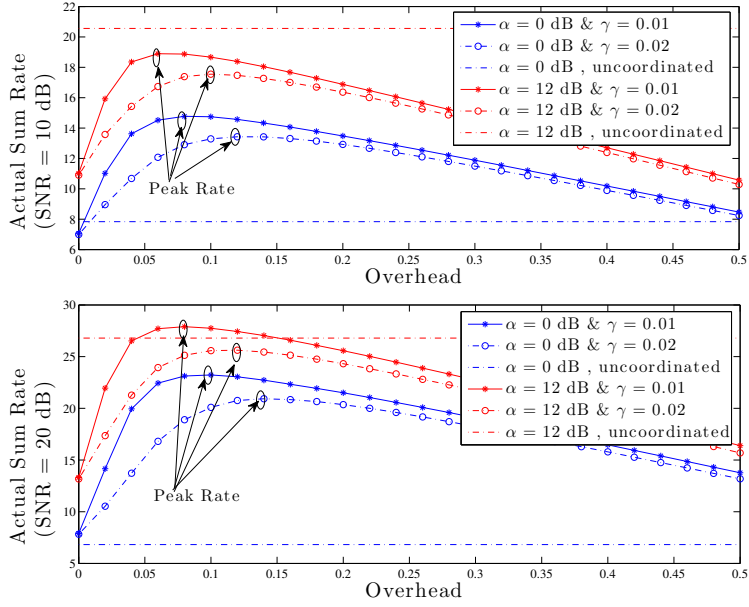 22
20
18
16
14
12
10
8
6
0
0.05
0.1
0.15
0.2
0.25
0.3
0.35
0.4
0.45
0.5
Actual Sum Rate
(SNR = 10 dB)
Overhead
Peak Rate
α = 0 dB & γ = 0.01
α = 0 dB & γ = 0.02
α = 0 dB , uncoordinated
α = 12 dB & γ = 0.01
α = 12 dB & γ = 0.02
α = 12 dB , uncoordinated
30
25
20
15
10
5
0
0.05
0.1
0.15
0.2
0.25
0.3
0.35
0.4
0.45
0.5
Actual Sum Rate
(SNR = 20 dB)
Overhead
Peak Rate
α = 0 dB & γ = 0.01
α = 0 dB & γ = 0.02
α = 0 dB , uncoordinated
α = 12 dB & γ = 0.01
α = 12 dB & γ = 0.02
α = 12 dB , uncoordinated